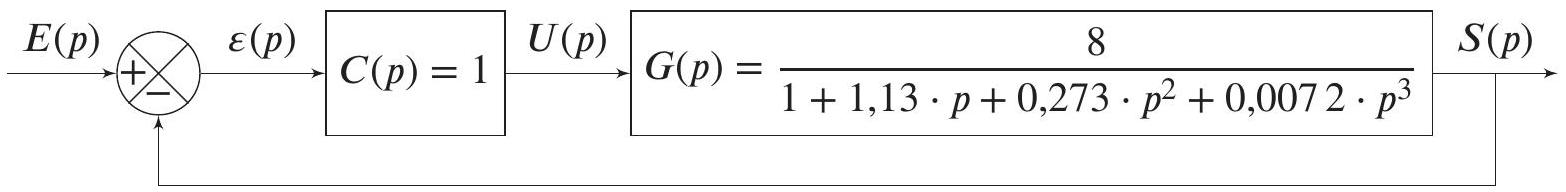 E(p) ε(p) U(p) S(p)
+
−
C(p) = 1
G(p) = 8 / (1 + 1,13 · p + 0,273 · p² + 0,007 2 · p³)